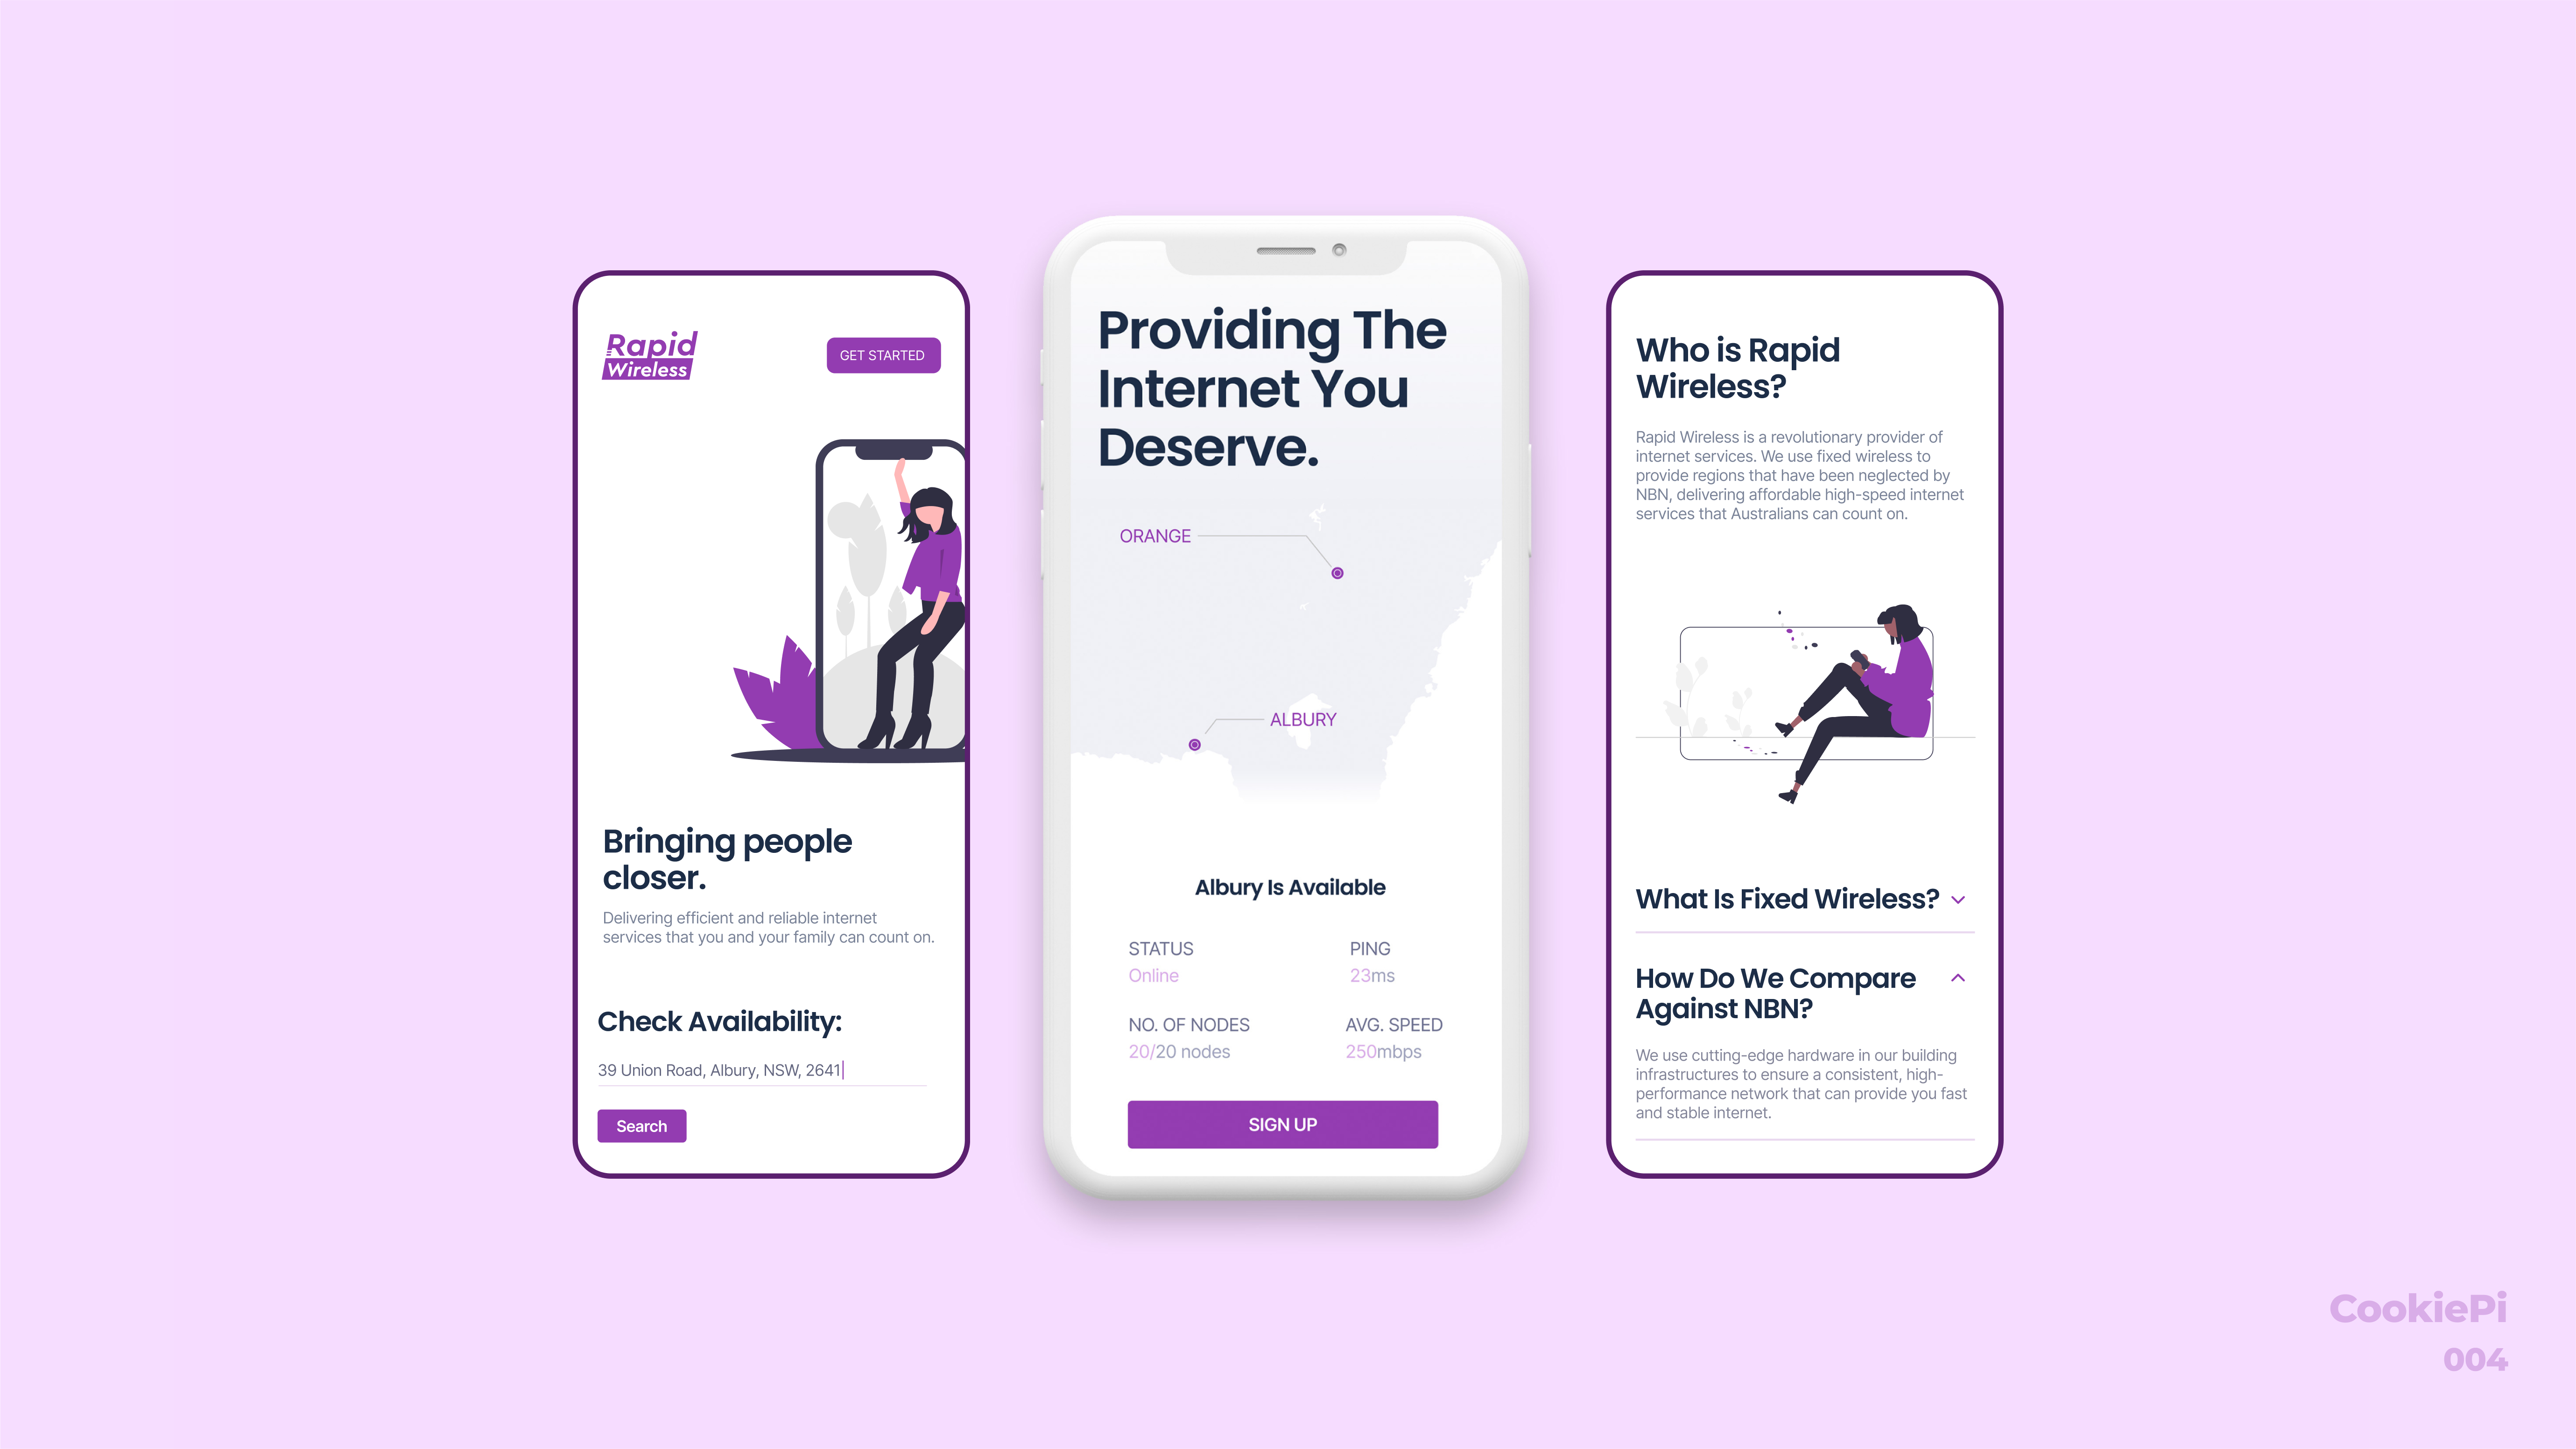 Rapid
Wireless
GET STARTED
Bringing people
closer.
Delivering efficient and reliable internet
services that you and your family can count on.
Check Availability:
39 Union Road, Albury, NSW, 2641
Search
Providing The
Internet You
Deserve.
ORANGE
ALBURY
Albury Is Available
STATUS
Online
PING
23ms
NO. OF NODES
20/20 nodes
AVG. SPEED
250mbps
SIGN UP
Who is Rapid
Wireless?
Rapid Wireless is a revolutionary provider of
internet services. We use fixed wireless to
provide regions that have been neglected by
NBN, delivering affordable high-speed internet
services that Australians can count on.
What Is Fixed Wireless?
How Do We Compare
Against NBN?
We use cutting-edge hardware in our building
infrastructures to ensure a consistent, high-
performance network that can provide you fast
and stable internet.
CookiePi
004